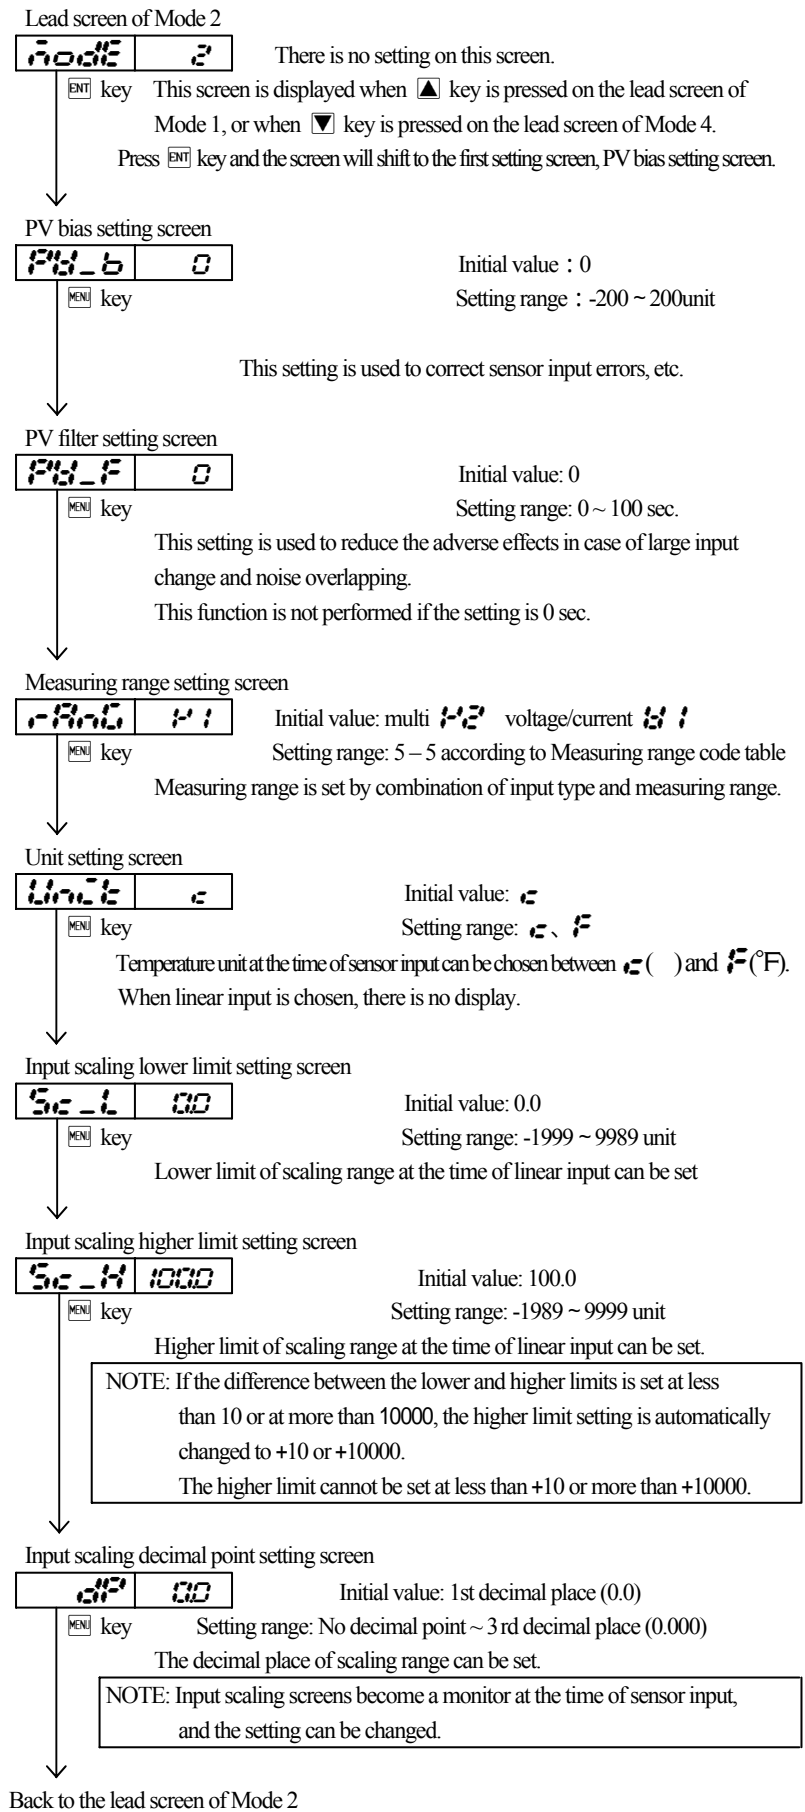 Lead screen of Mode 2
ModE 2 There is no setting on this screen.
ENT key This screen is displayed when ▲ key is pressed on the lead screen of
Mode 1, or when ▼ key is pressed on the lead screen of Mode 4.
Press ENT key and the screen will shift to the first setting screen, PV bias setting screen.
PV bias setting screen
PV_b 0 Initial value : 0
MENU key Setting range : -200 ~ 200unit
This setting is used to correct sensor input errors, etc.
PV filter setting screen
PV_F 0 Initial value: 0
MENU key Setting range: 0 ~ 100 sec.
This setting is used to reduce the adverse effects in case of large input
change and noise overlapping.
This function is not performed if the setting is 0 sec.
Measuring range setting screen
rAnG Initial value: multi voltage/current
MENU key Setting range: 5 – 5 according to Measuring range code table
Measuring range is set by combination of input type and measuring range.
Unit setting screen
Unit c Initial value: c
MENU key Setting range: c、F
Temperature unit at the time of sensor input can be chosen between c ( ) and F (°F).
When linear input is chosen, there is no display.
Input scaling lower limit setting screen
Sc_L 0.0 Initial value: 0.0
MENU key Setting range: -1999 ~ 9989 unit
Lower limit of scaling range at the time of linear input can be set
Input scaling higher limit setting screen
Sc_H 100.0 Initial value: 100.0
MENU key Setting range: -1989 ~ 9999 unit
Higher limit of scaling range at the time of linear input can be set.
NOTE: If the difference between the lower and higher limits is set at less
than 10 or at more than 10000, the higher limit setting is automatically
changed to +10 or +10000.
The higher limit cannot be set at less than +10 or more than +10000.
Input scaling decimal point setting screen
dP 0.0 Initial value: 1st decimal place (0.0)
MENU key Setting range: No decimal point ~ 3 rd decimal place (0.000)
The decimal place of scaling range can be set.
NOTE: Input scaling screens become a monitor at the time of sensor input,
and the setting can be changed.
Back to the lead screen of Mode 2